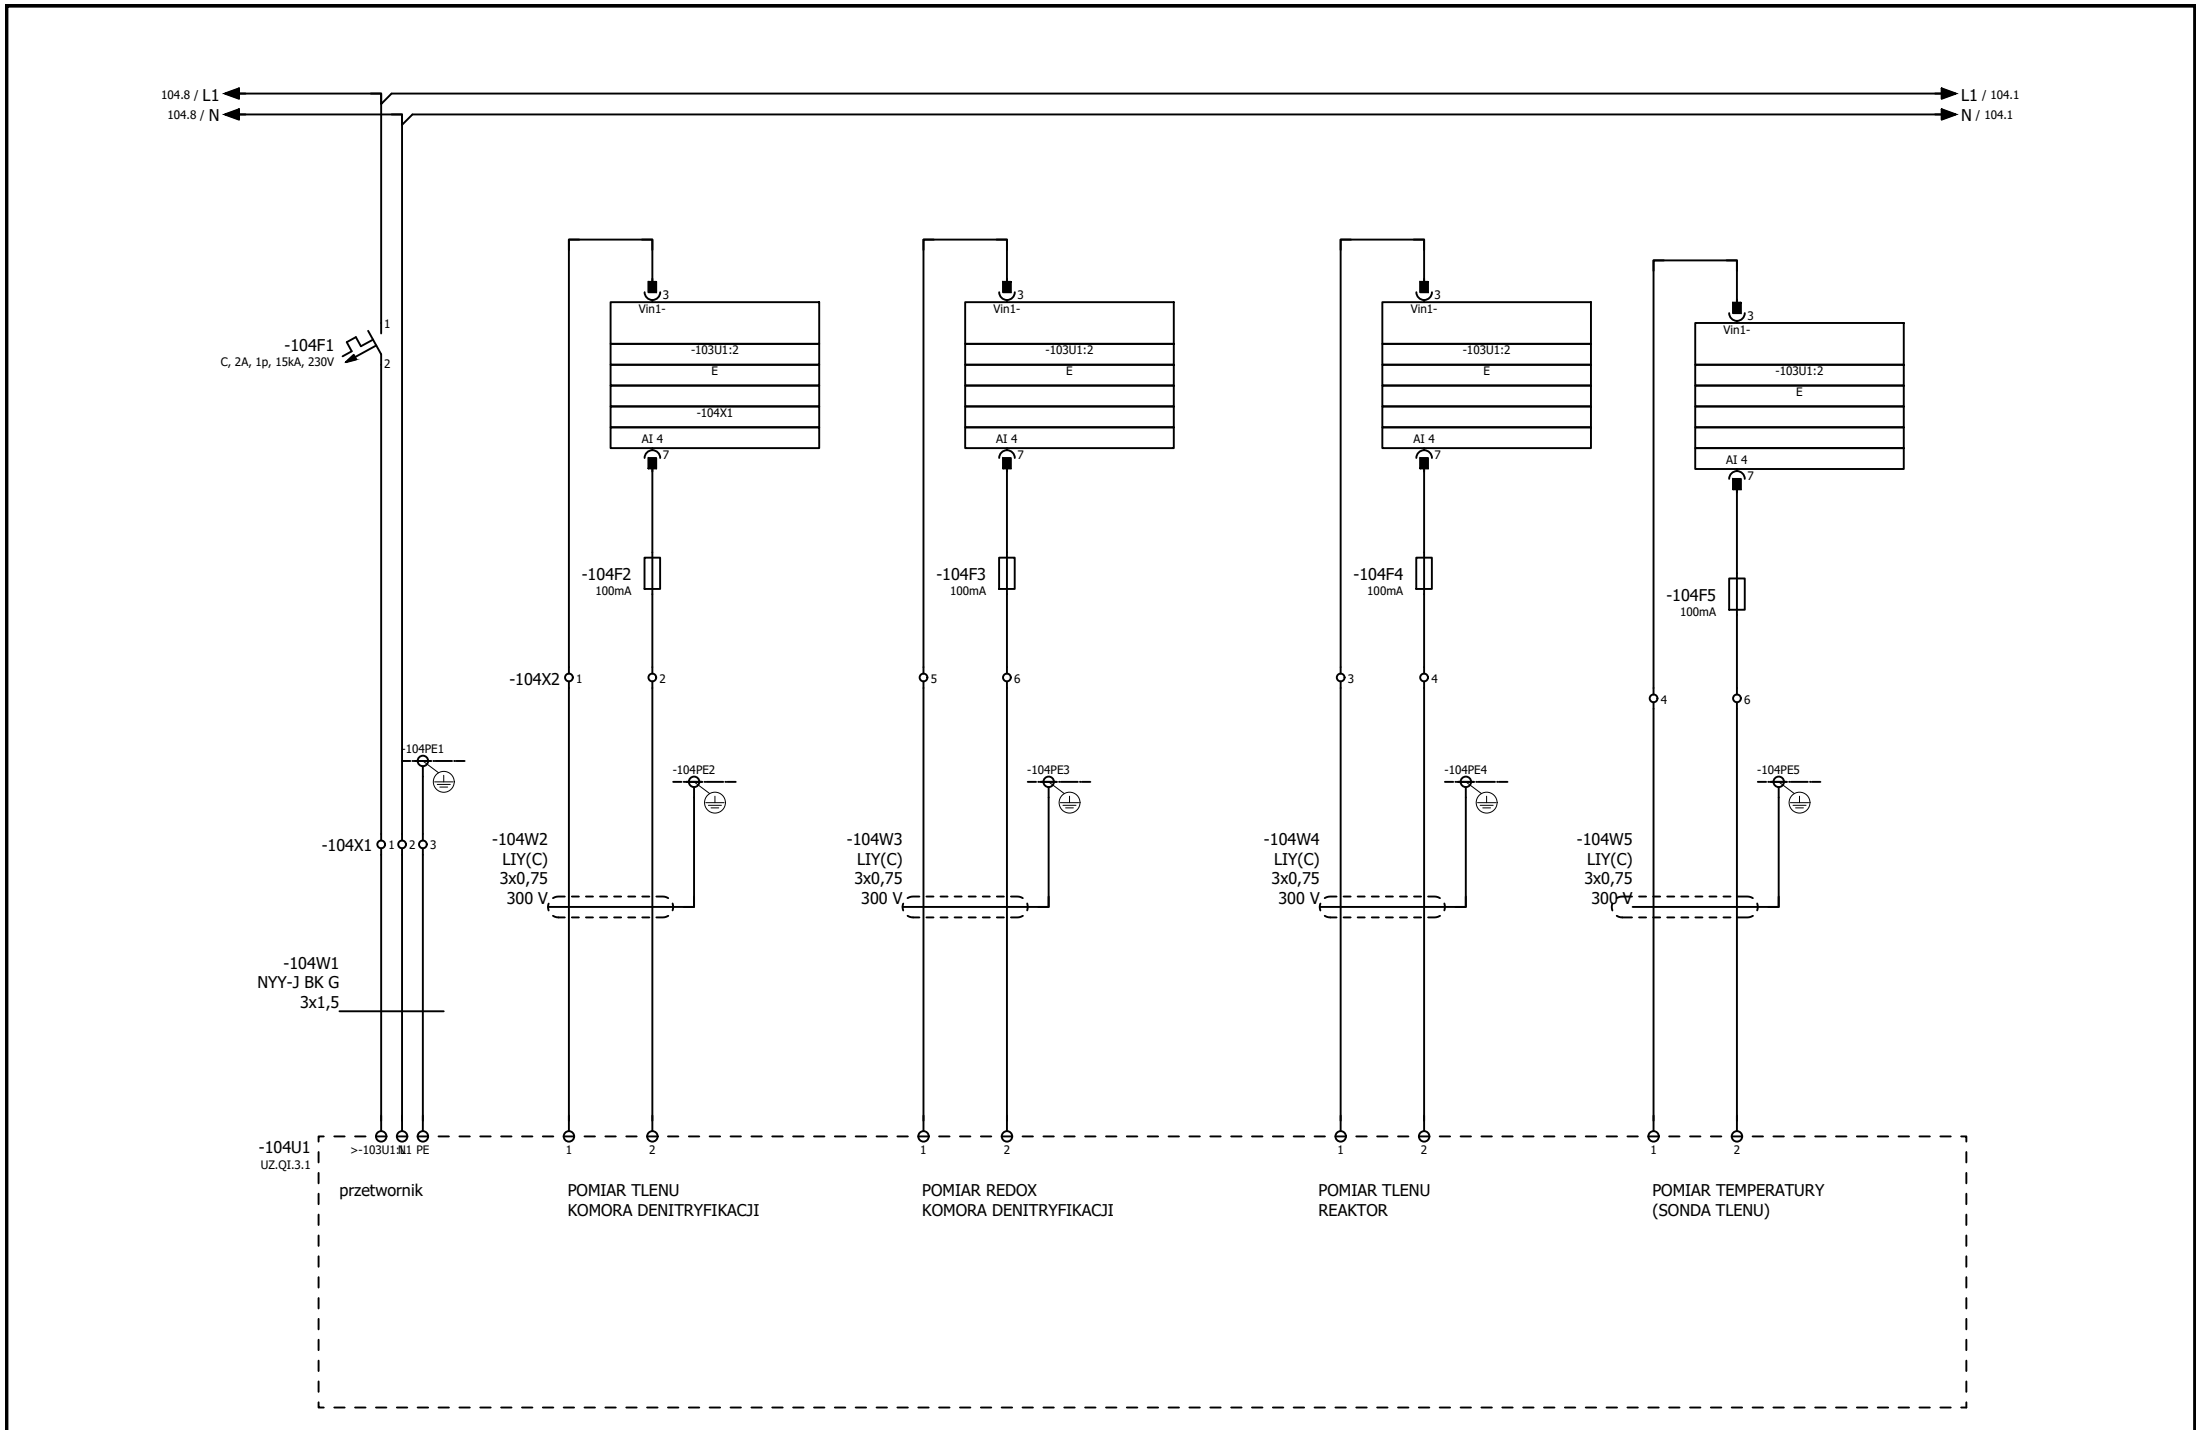 104.8 / L1
L1 / 104.1
104.8 / N
N / 104.1
-104F1
C, 2A, 1p, 15kA, 230V
1
2
3
Vin1-
-103U1:2
E
-104X1
AI 4
7
3
Vin1-
-103U1:2
E
AI 4
7
3
Vin1-
-103U1:2
E
AI 4
7
3
Vin1-
-103U1:2
E
AI 4
7
-104F2
100mA
-104F3
100mA
-104F4
100mA
-104F5
100mA
-104X2 1 2
5 6
3 4
4 6
-104PE1
-104PE2
-104PE3
-104PE4
-104PE5
-104X1 1 2 3
-104W2
LIY(C)
3x0,75
300 V
-104W3
LIY(C)
3x0,75
300 V
-104W4
LIY(C)
3x0,75
300 V
-104W5
LIY(C)
3x0,75
300 V
-104W1
NYY-J BK G
3x1,5
-104U1
UZ.QI.3.1
>-103U1: PE
1 2
1 2
1 2
1 2
przetwornik
POMIAR TLENU
KOMORA DENITRYFIKACJI
POMIAR REDOX
KOMORA DENITRYFIKACJI
POMIAR TLENU
REAKTOR
POMIAR TEMPERATURY
(SONDA TLENU)